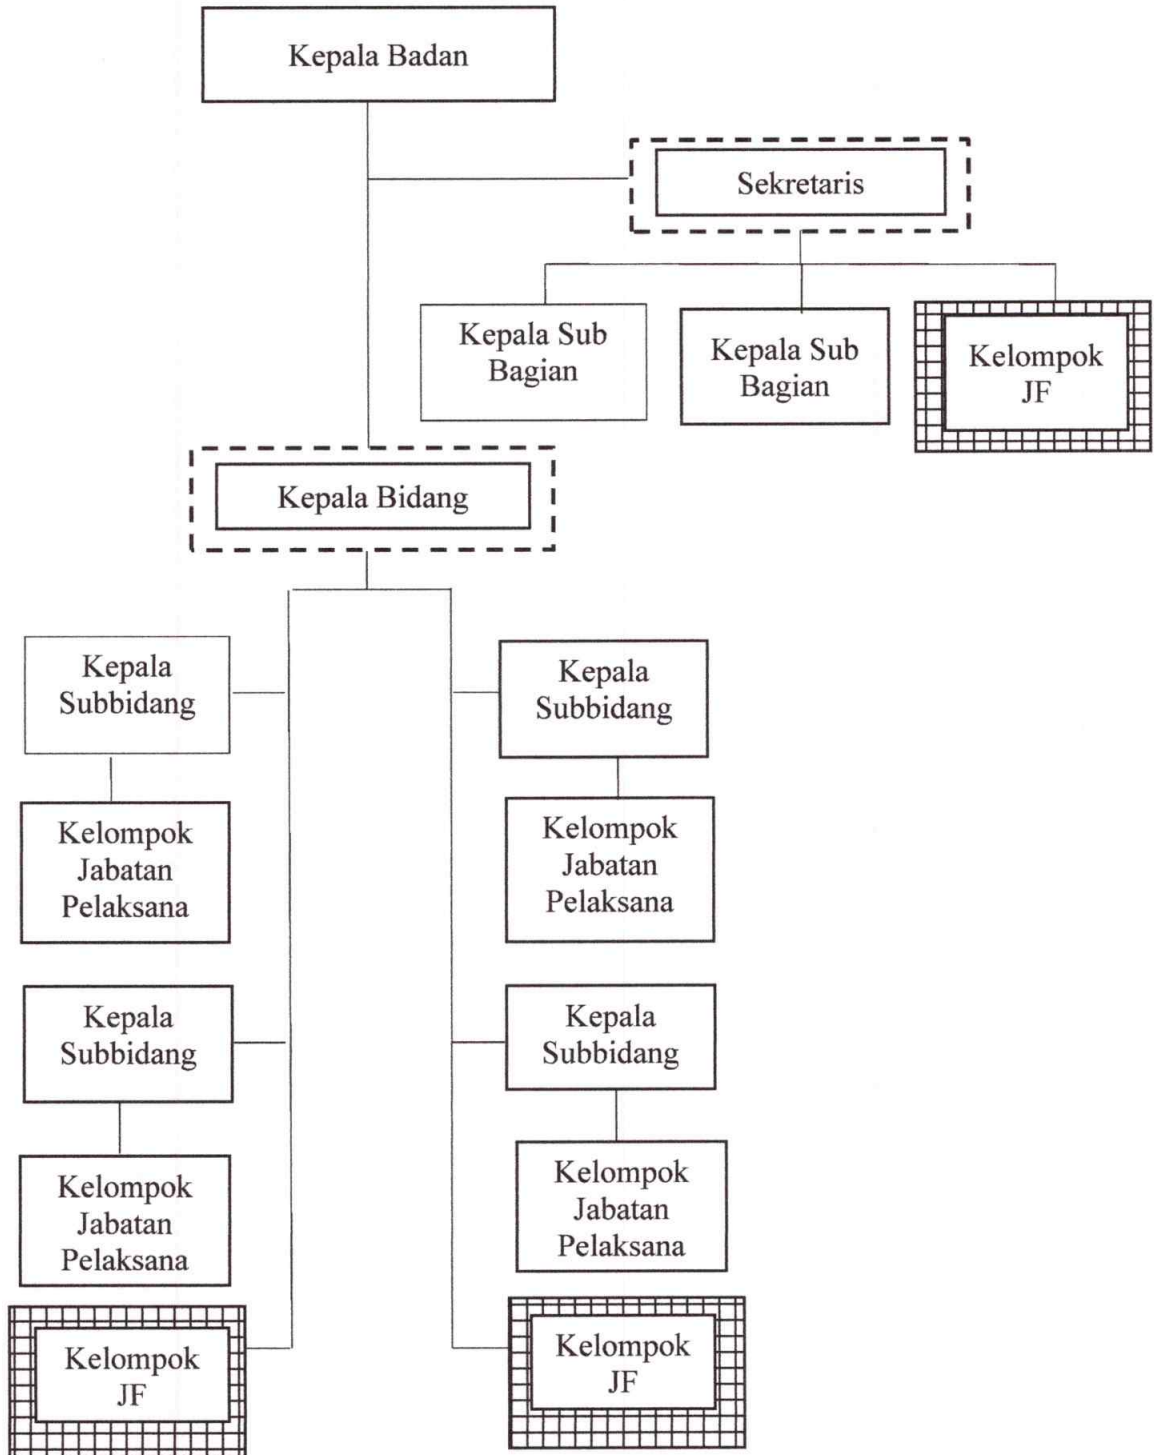 Kepala Badan
Sekretaris
Kepala Sub
Bagian
Kepala Sub
Bagian
Kelompok
JF
Kepala Bidang
Kepala
Subbidang
Kepala
Subbidang
Kelompok
Jabatan
Pelaksana
Kelompok
Jabatan
Pelaksana
Kepala
Subbidang
Kepala
Subbidang
Kelompok
Jabatan
Pelaksana
Kelompok
Jabatan
Pelaksana
Kelompok
JF
Kelompok
JF